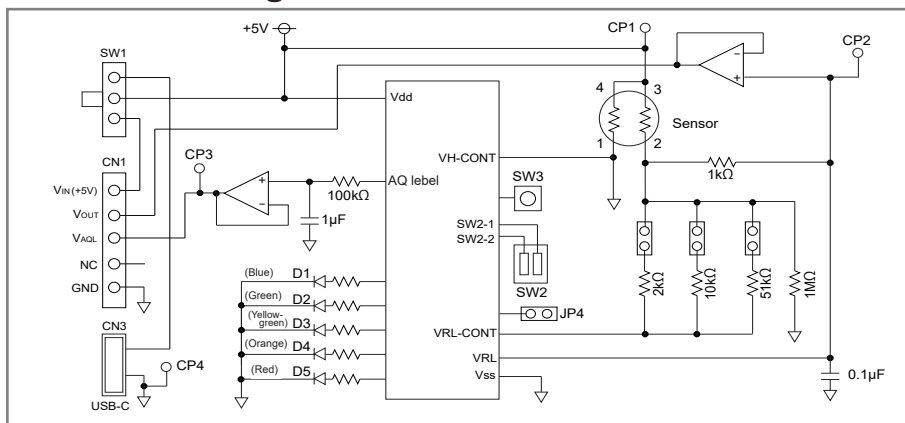 +5V
CP1
CP2
SW1
4
3
Vdd
Sensor
1
2
CN1
CP3
VH-CONT
1kΩ
VIN(+5V)
AQ lebel
SW3
100kΩ
VOUT
1µF
SW2-1
VAQL
SW2-2
NC
(Blue) D1
SW2
2kΩ
10kΩ
51kΩ
1MΩ
GND
(Green) D2
(Yellow-
green) D3
JP4
CN3
VRL-CONT
(Orange) D4
CP4
VRL
(Red) D5
Vss
0.1µF
USB-C